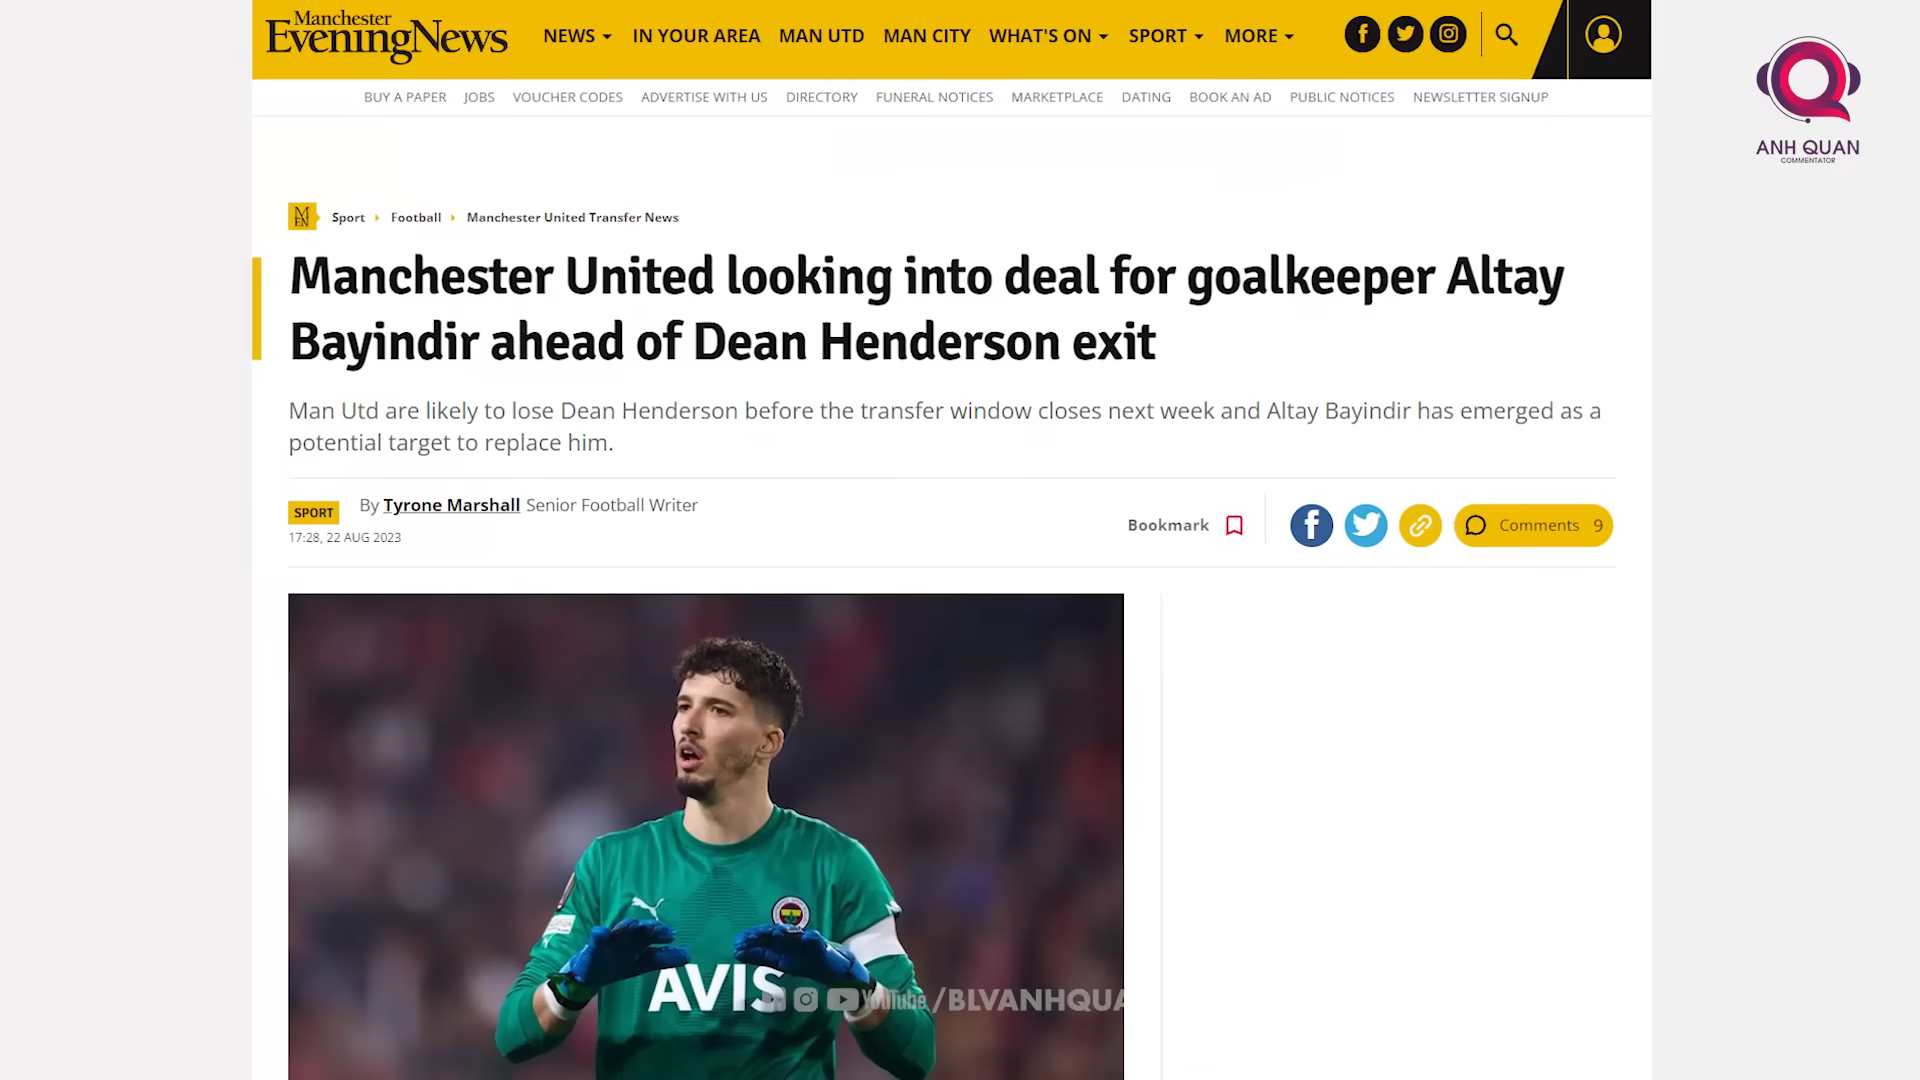 Manchester
EveningNews
NEWS IN YOUR AREA MAN UTD MAN CITY WHAT'S ON SPORT MORE
BUY A PAPER JOBS VOUCHER CODES ADVERTISE WITH US DIRECTORY FUNERAL NOTICES MARKETPLACE DATING BOOK AN AD PUBLIC NOTICES NEWSLETTER SIGNUP
ANH QUAN
COMMENTATOR
M
EN
Sport Football Manchester United Transfer News
Manchester United looking into deal for goalkeeper Altay
Bayindir ahead of Dean Henderson exit
Man Utd are likely to lose Dean Henderson before the transfer window closes next week and Altay Bayindir has emerged as a
potential target to replace him.
SPORT
By Tyrone Marshall Senior Football Writer
17:28, 22 AUG 2023
Bookmark
Comments 9
AVIS
YouTube /BLVANHQUA